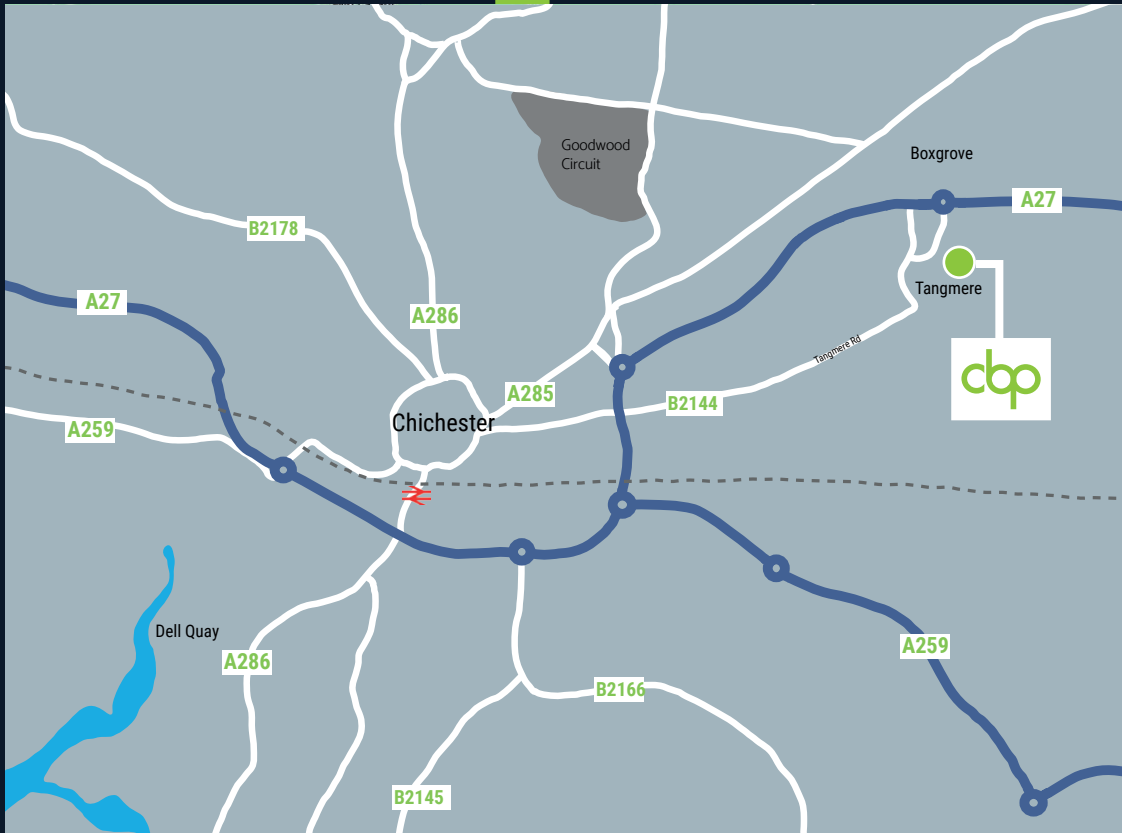 Goodwood
Circuit
Boxgrove
A27
B2178
Tangmere
A27
A286
Tangmere Rd
cbp
A285
B2144
Chichester
A259
Dell Quay
A259
A286
B2166
B2145